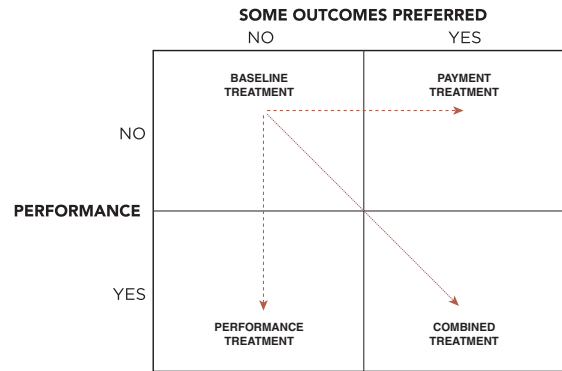 SOME OUTCOMES PREFERRED
NO YES
BASELINE PAYMENT
TREATMENT TREATMENT
NO
PERFORMANCE
YES
PERFORMANCE COMBINED
TREATMENT TREATMENT